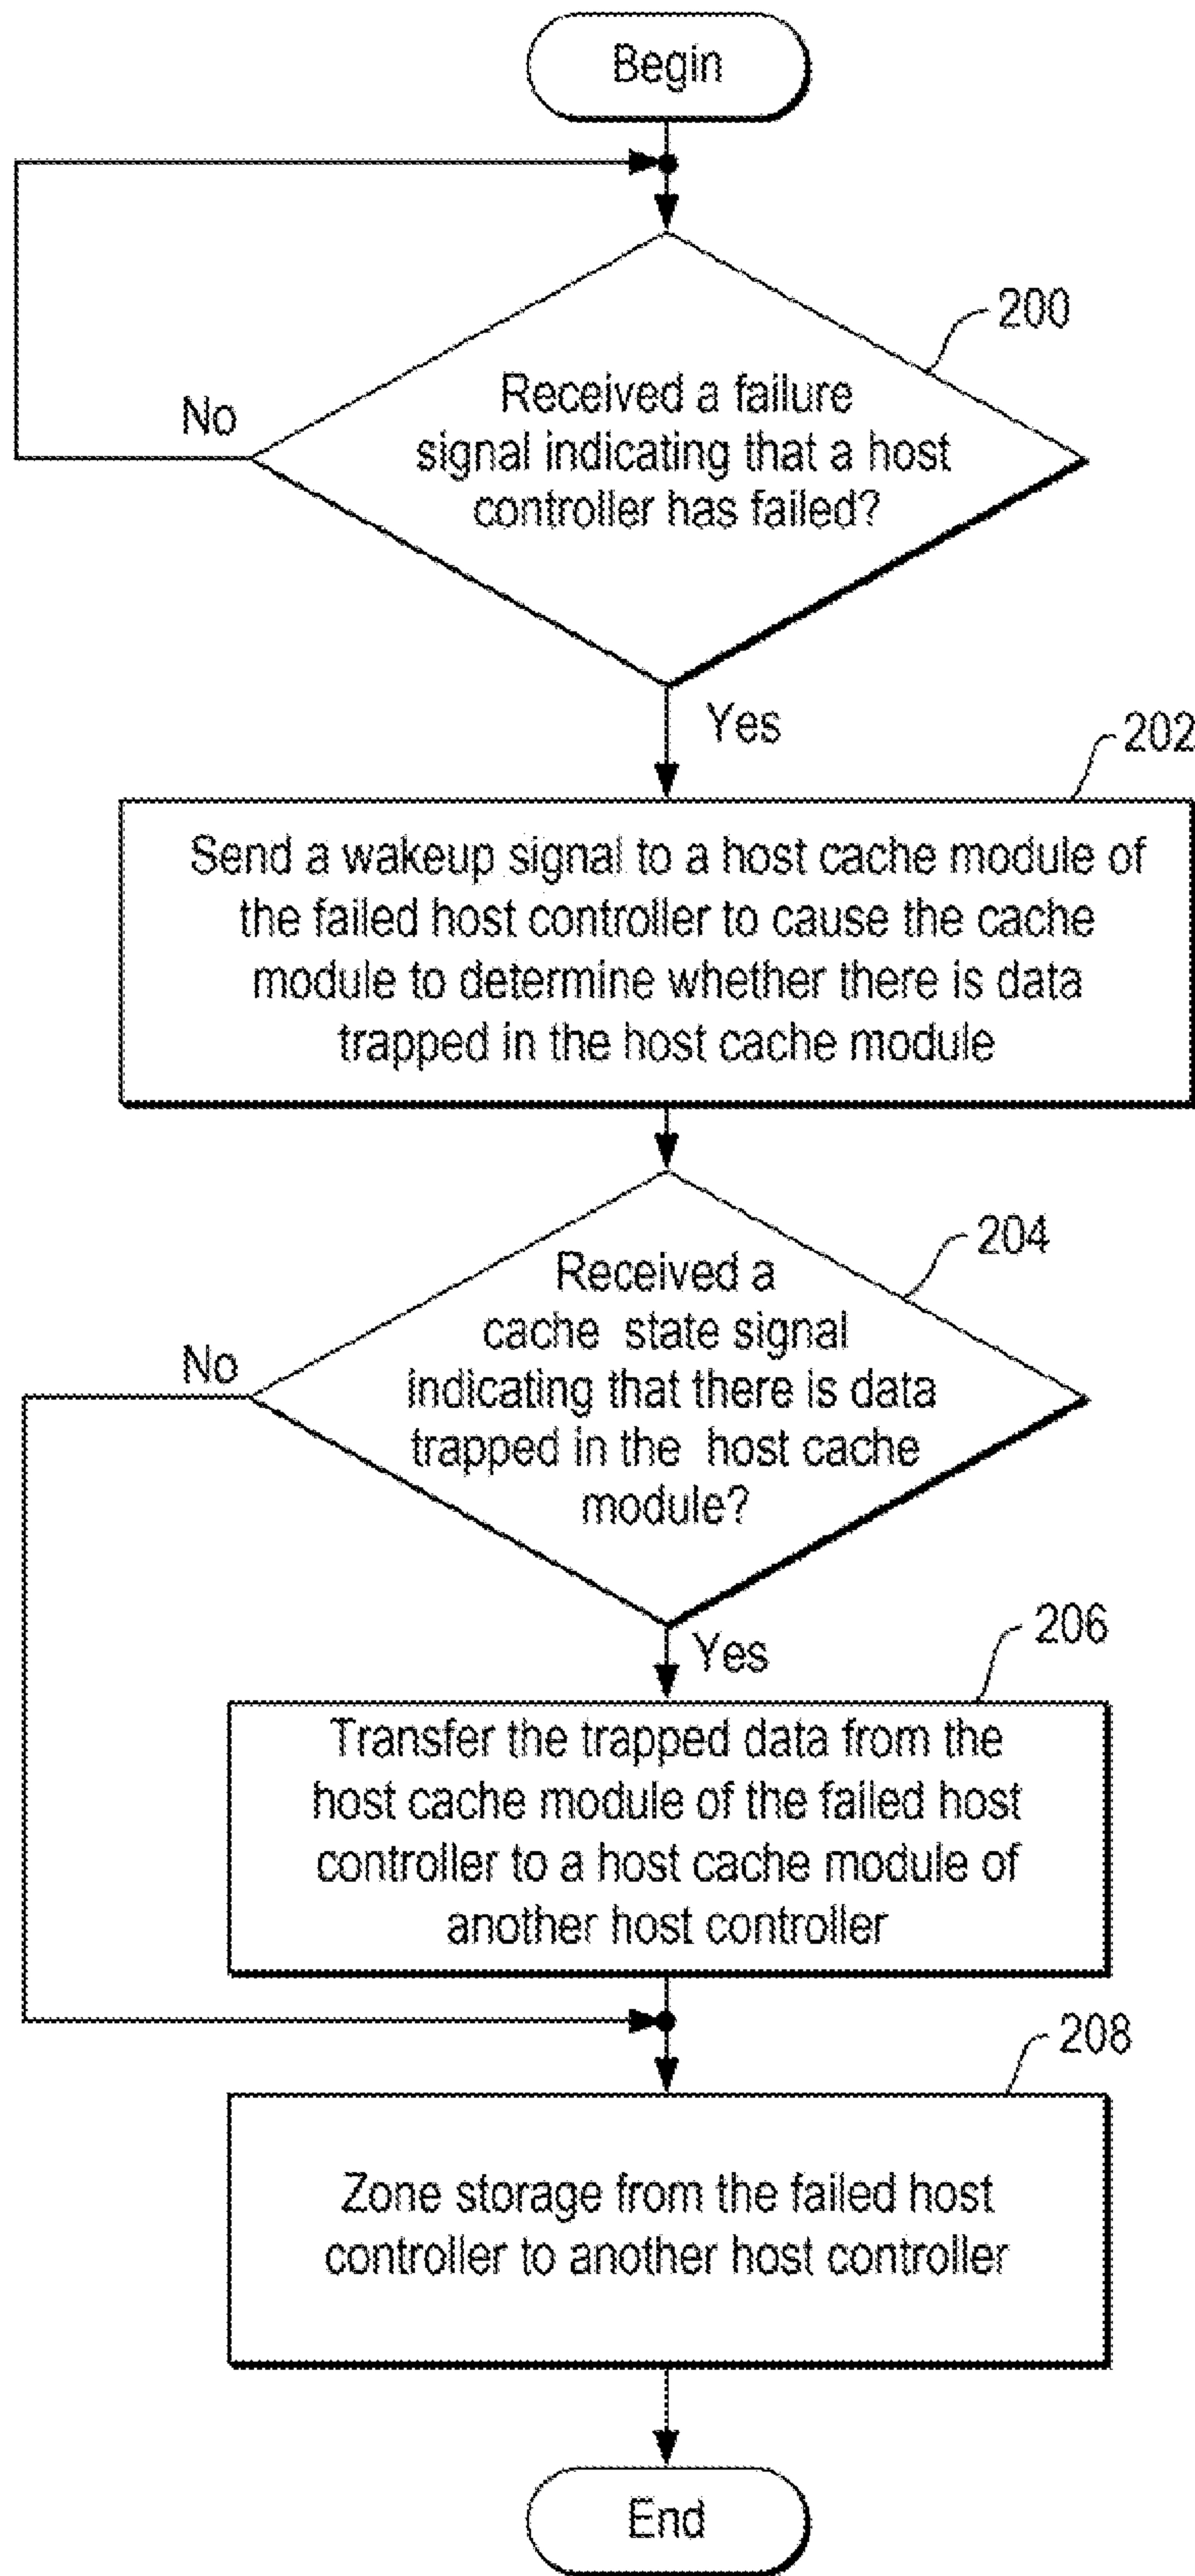 Begin
200
Received a failure
signal indicating that a host
controller has failed?
No
Yes
202
Send a wakeup signal to a host cache module of
the failed host controller to cause the cache
module to determine whether there is data
trapped in the host cache module
204
Received a
cache state signal
indicating that there is data
trapped in the host cache
module?
No
Yes
206
Transfer the trapped data from the
host cache module of the failed host
controller to a host cache module of
another host controller
208
Zone storage from the failed host
controller to another host controller
End